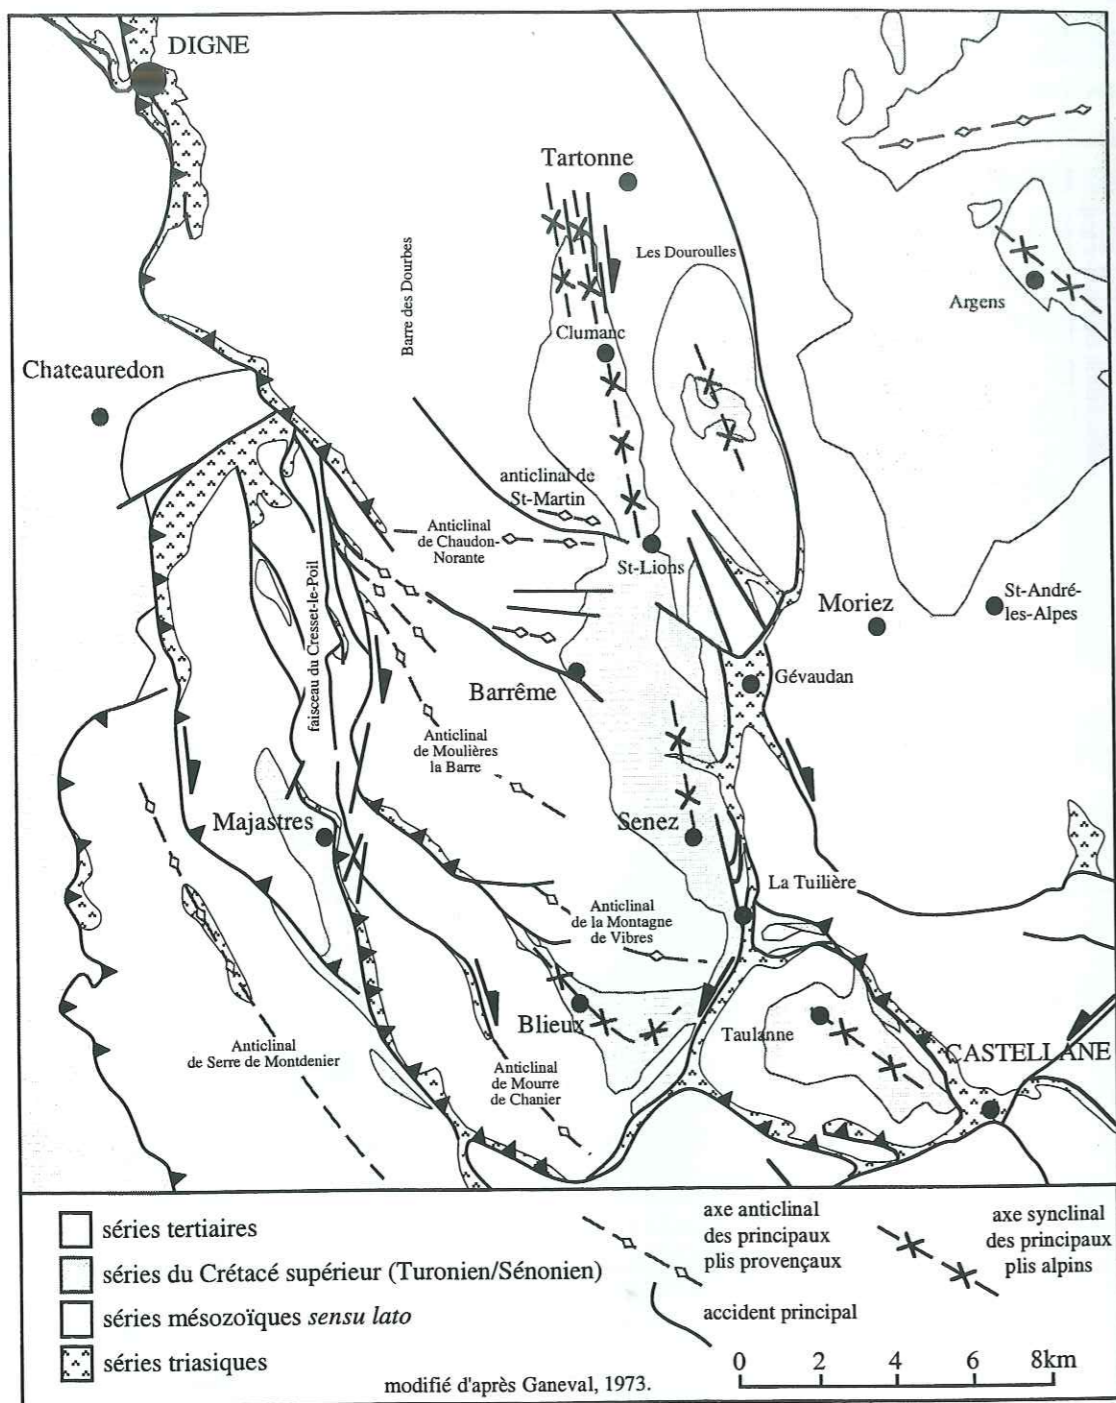 DIGNE
Tartonne
Barre des Dourbes
Les Douroulles
Argens
Clumanc
Chateauredon
anticlinal de
St-Martin
Anticlinal
de Chaudon-
Norante
St-Lions
St-André-
les-Alpes
Moriez
faisceau du Cresset-le-Poil
Barrême
Gévaudan
Anticlinal
de Moulières
la Barre
Majastres
Senez
La Tuilière
Anticlinal
de la Montagne
de Vibres
Blieux
Taulanne
CASTELLANE
Anticlinal
de Serre de Montdenier
Anticlinal
de Mourre
de Chanier
séries tertiaires
séries du Crétacé supérieur (Turonien/Sénonien)
séries mésozoïques sensu lato
séries triasiques
axe anticlinal
des principaux
plis provençaux
accident principal
axe synclinal
des principaux
plis alpins
0 2 4 6 8km
modifié d'après Ganeval, 1973.